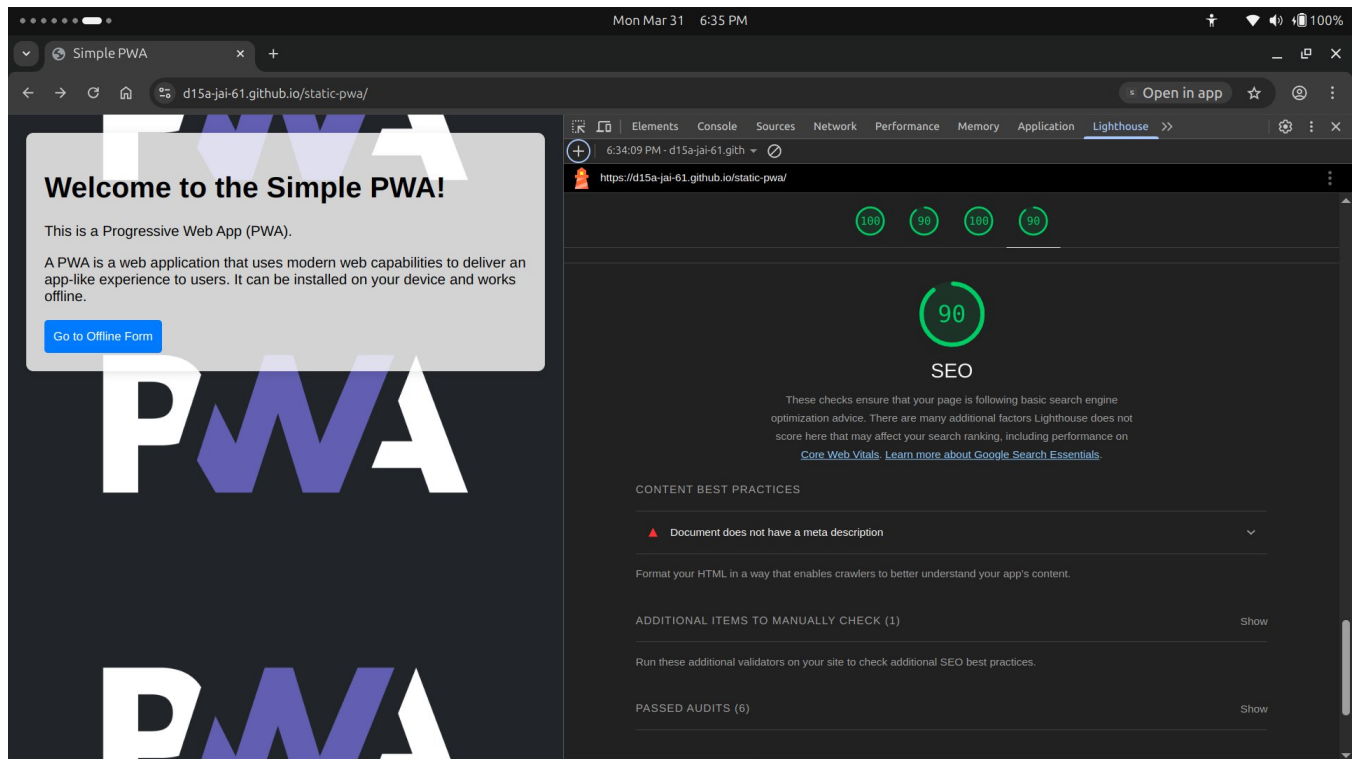 Mon Mar 31 6:35 PM
100%
Simple PWA
d15a-jai-61.github.io/static-pwa/
Open in app
PWA
Welcome to the Simple PWA!
This is a Progressive Web App (PWA).
A PWA is a web application that uses modern web capabilities to deliver an
app-like experience to users. It can be installed on your device and works
offline.
Go to Offline Form
PWA
PWA
Elements Console Sources Network Performance Memory Application Lighthouse
6:34:09 PM - d15a-jai-61.gith
https://d15a-jai-61.github.io/static-pwa/
100 90 100 90
90
SEO
These checks ensure that your page is following basic search engine
optimization advice. There are many additional factors Lighthouse does not
score here that may affect your search ranking, including performance on
Core Web Vitals. Learn more about Google Search Essentials.
CONTENT BEST PRACTICES
Document does not have a meta description
Format your HTML in a way that enables crawlers to better understand your app's content.
ADDITIONAL ITEMS TO MANUALLY CHECK (1) Show
Run these additional validators on your site to check additional SEO best practices.
PASSED AUDITS (6) Show